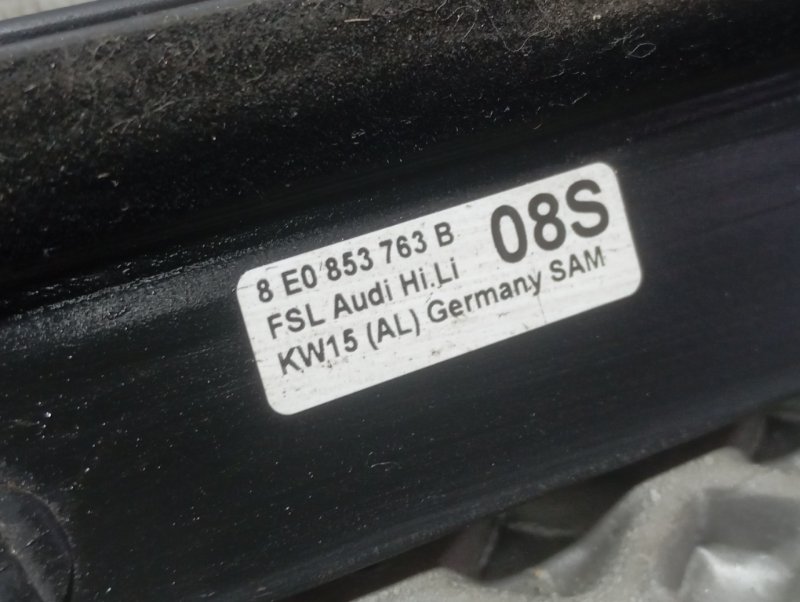 8 E0 853 763 B 08S
FSL Audi Hi.Li
KW15 (AL) Germany SAM